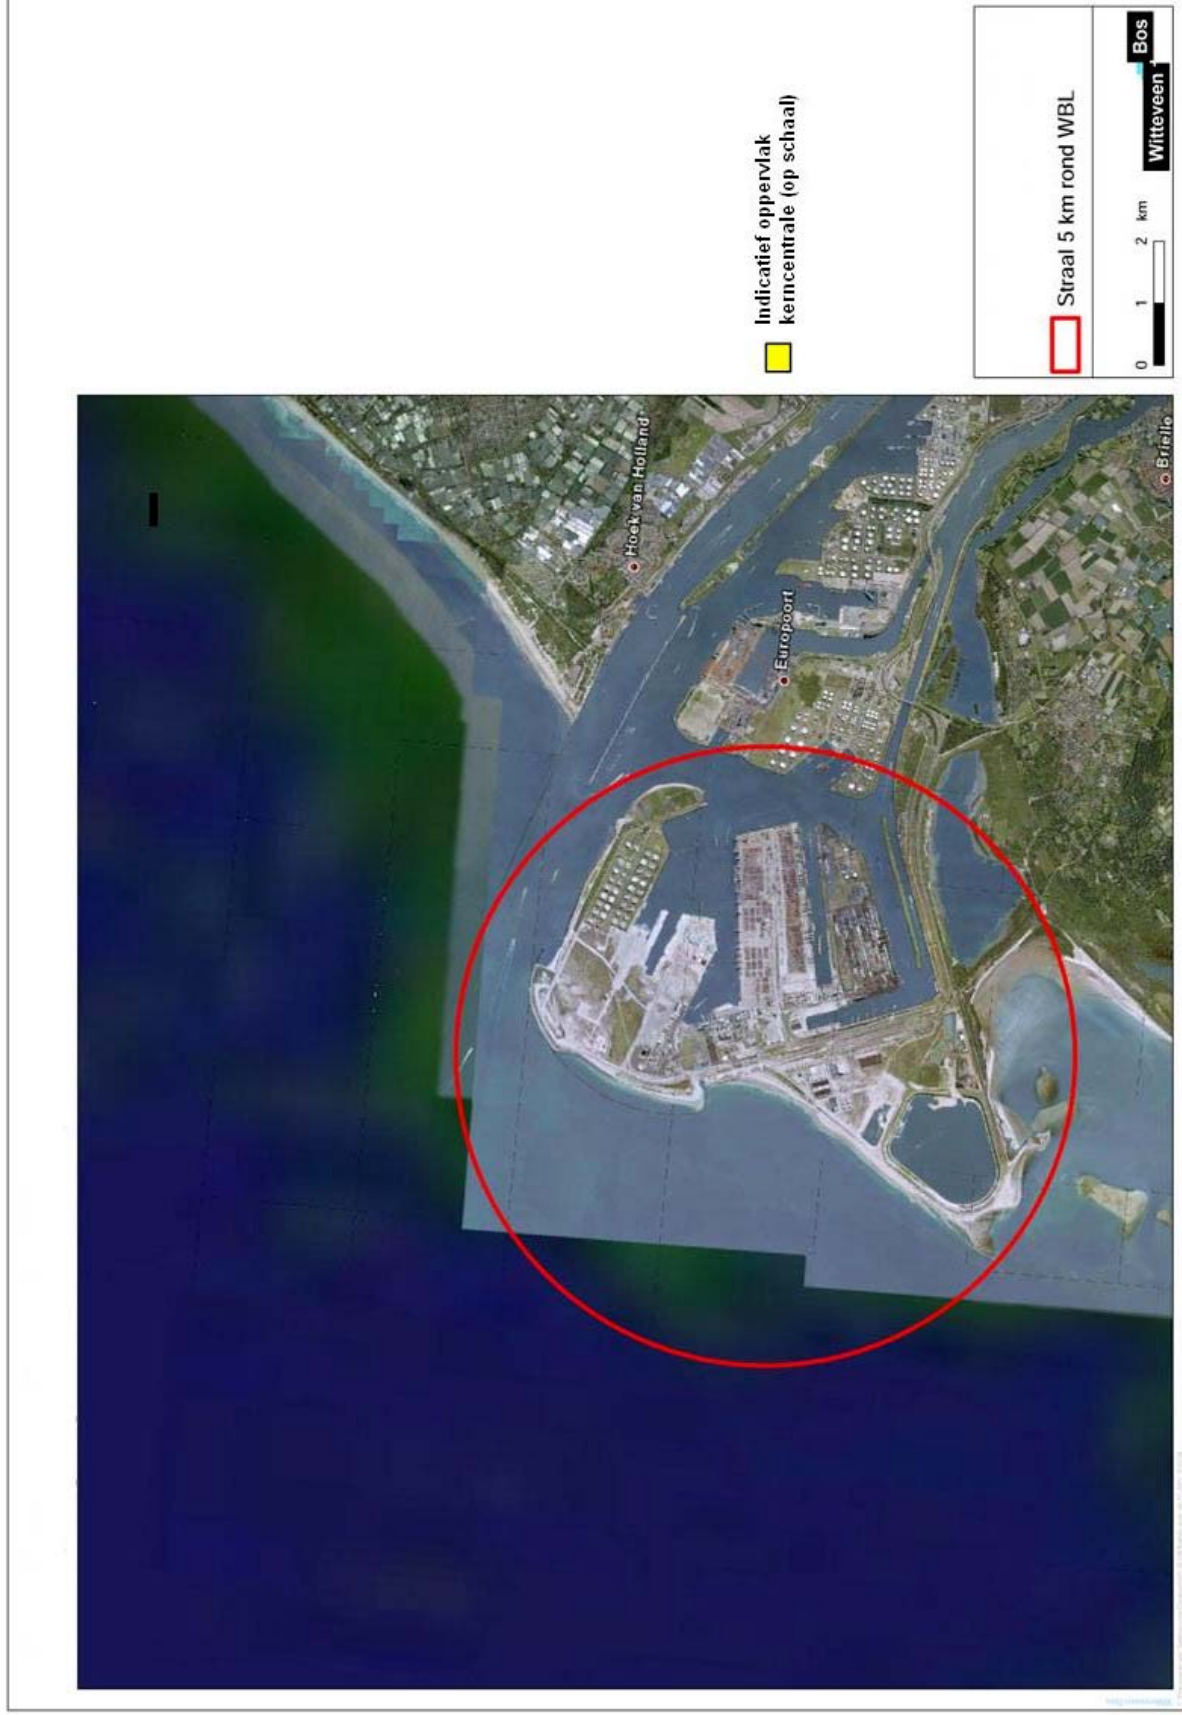 Hoek van Holland
Europoort
Brielle
Indicatief oppervlak
kerncentrale (op schaal)
Straal 5 km rond WBL
0 1 2 km
Witteveen
Bos